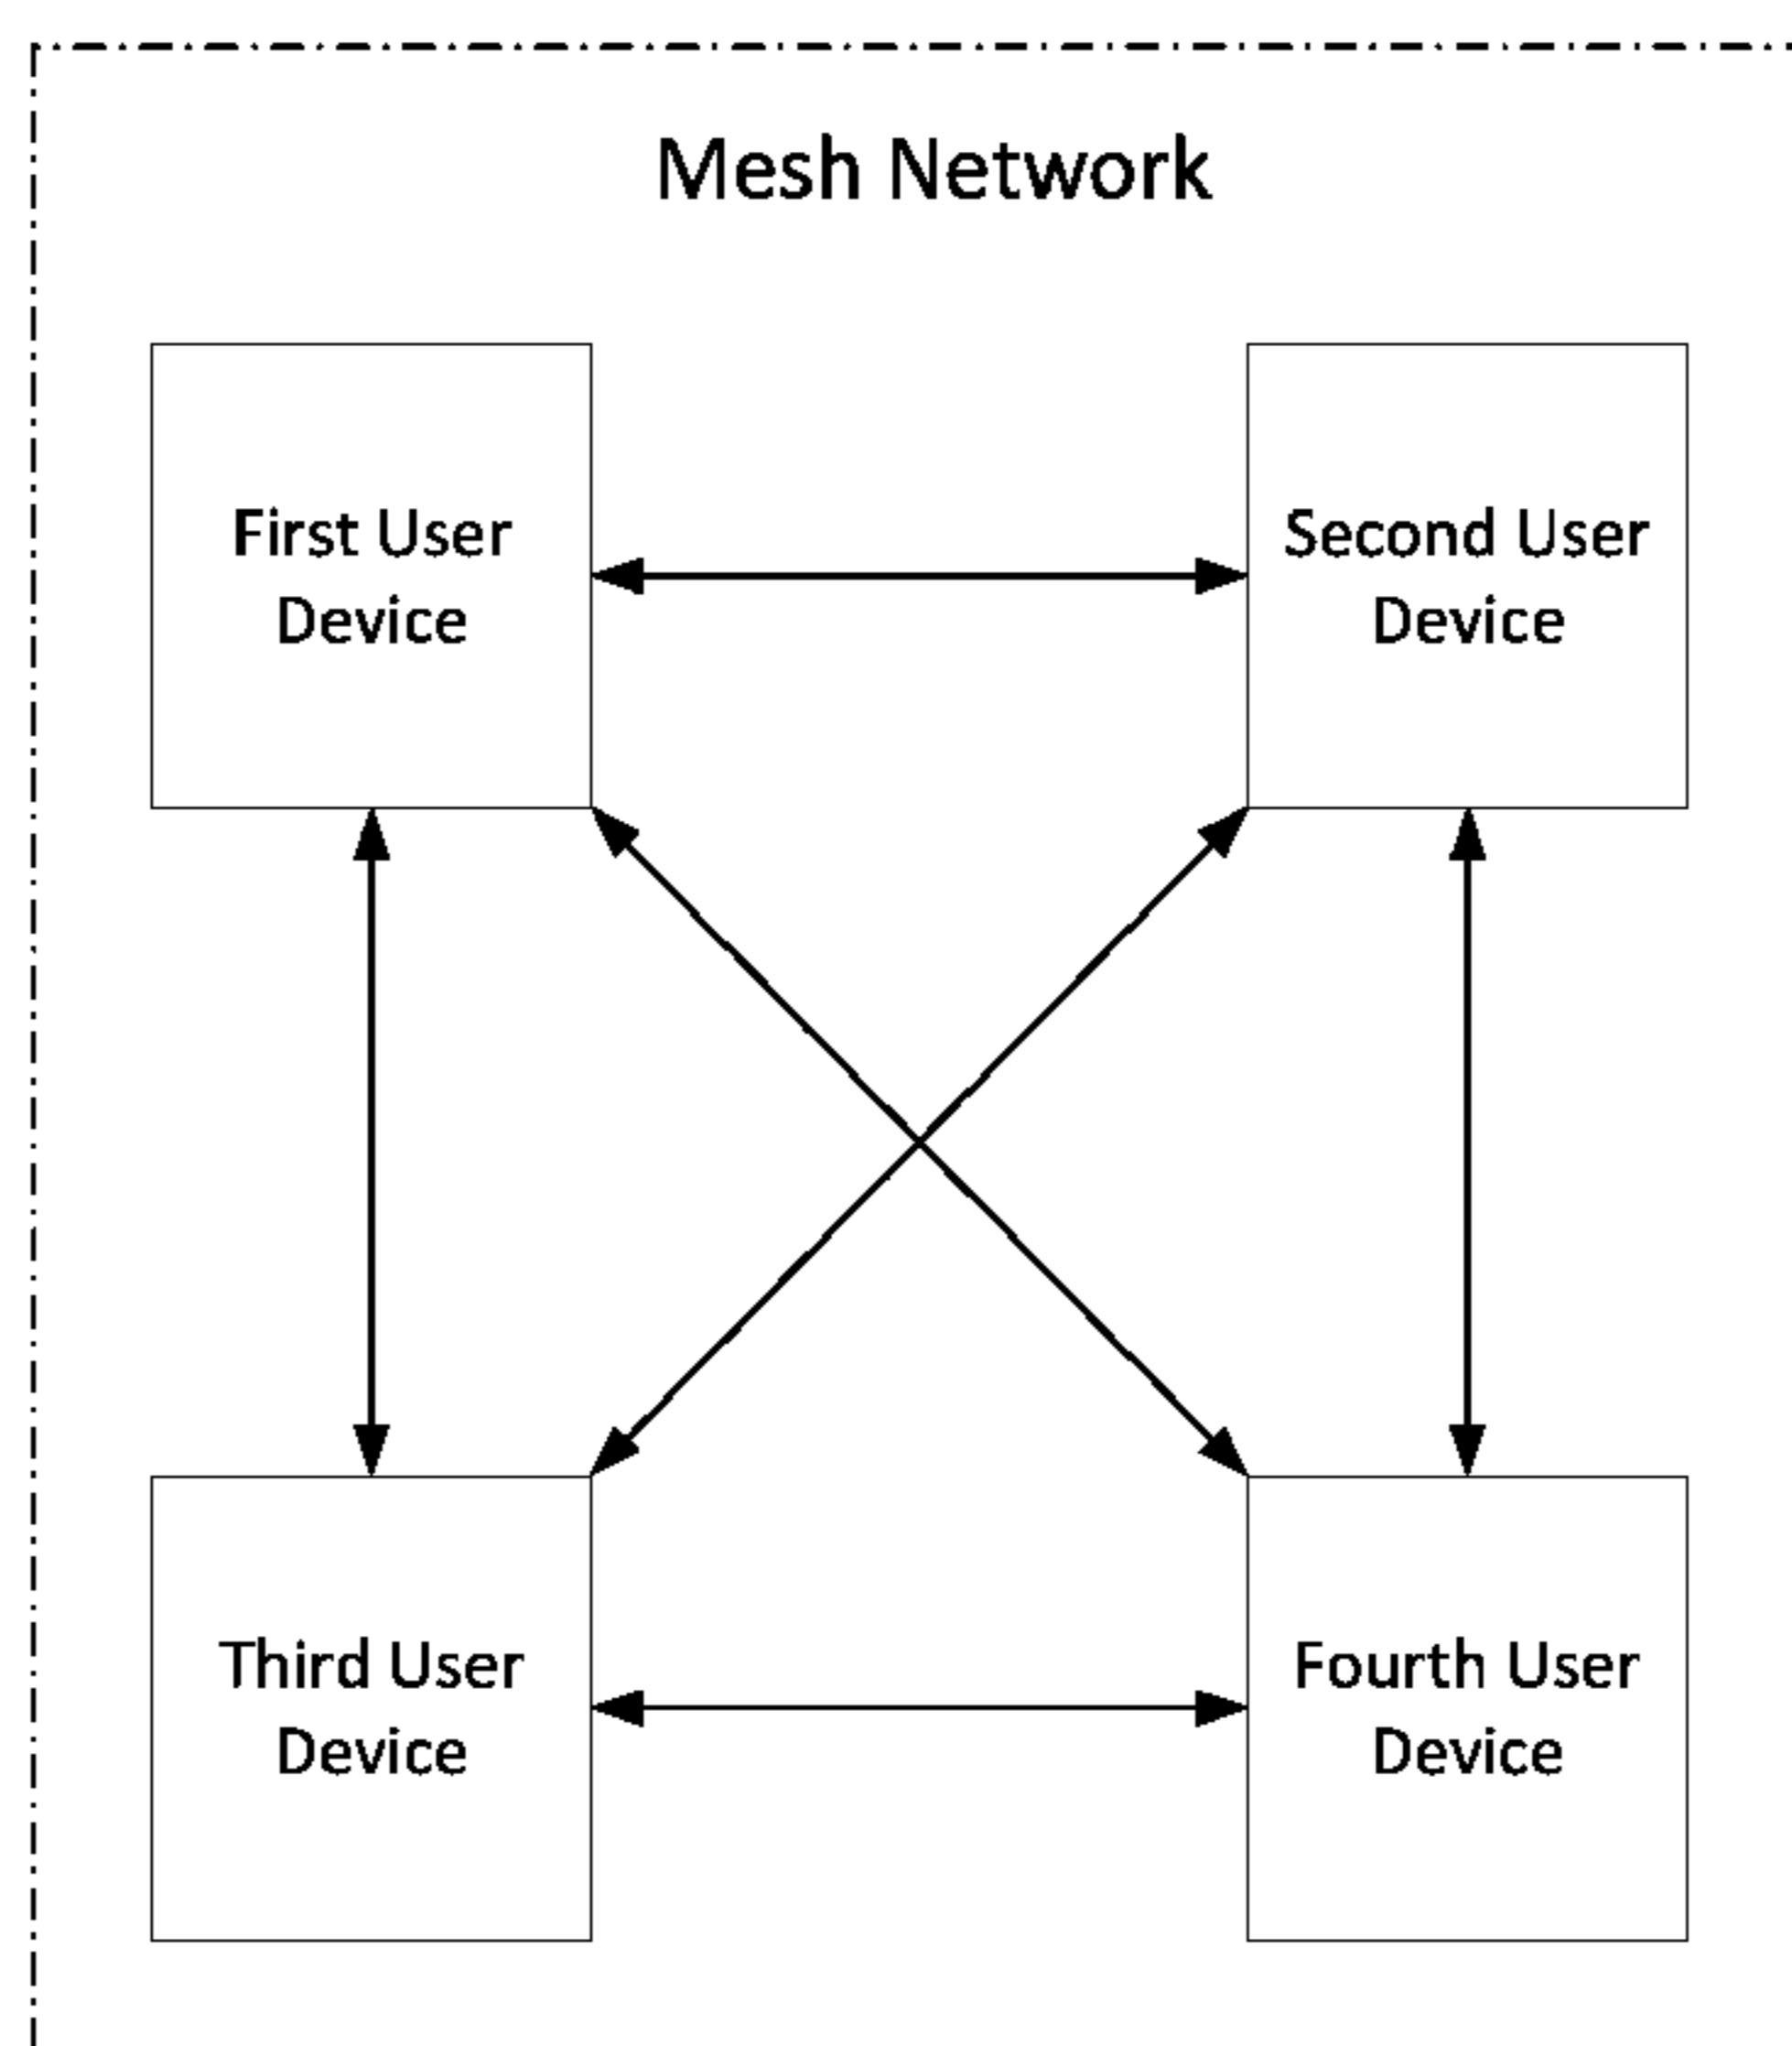 Mesh Network
First User
Device
Second User
Device
Third User
Device
Fourth User
Device